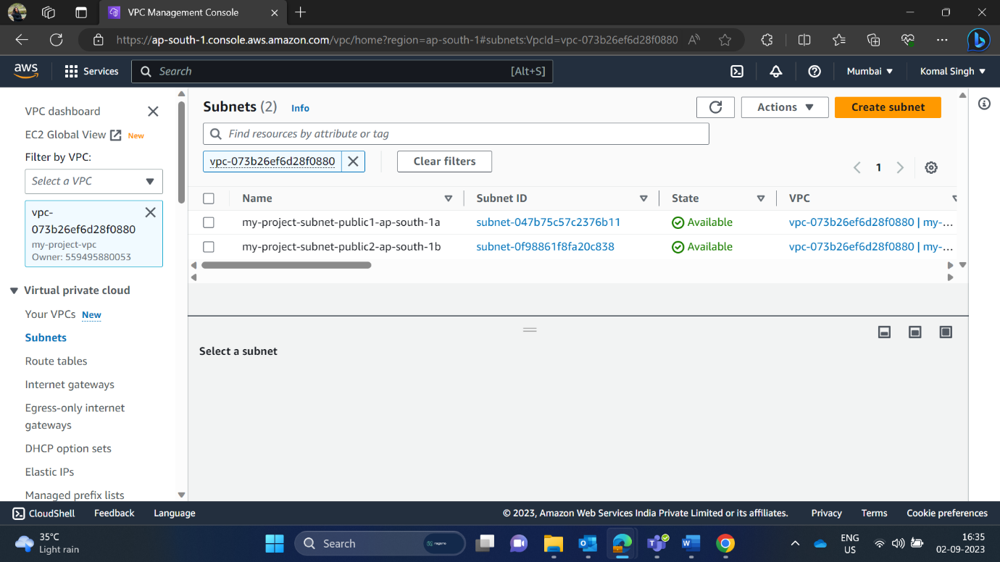 VPC Management Console
https://ap-south-1.console.aws.amazon.com/vpc/home?region=ap-south-1#subnets:VpcId=vpc-073b26ef6d28f0880
aws
Services
Search
[Alt+S]
Mumbai
Komal Singh
VPC dashboard
EC2 Global View New
Filter by VPC:
Select a VPC
vpc-
073b26ef6d28f0880
my-project-vpc
Owner: 559495880053
Virtual private cloud
Your VPCs New
Subnets
Route tables
Internet gateways
Egress-only internet
gateways
DHCP option sets
Elastic IPs
Managed prefix lists
Subnets (2) Info
Actions
Create subnet
Find resources by attribute or tag
vpc-073b26ef6d28f0880
Clear filters
1
Name Subnet ID State VPC
my-project-subnet-public1-ap-south-1a subnet-047b75c57c2376b11 Available vpc-073b26ef6d28f0880 | my-...
my-project-subnet-public2-ap-south-1b subnet-0f98861f8fa20c838 Available vpc-073b26ef6d28f0880 | my-...
Select a subnet
CloudShell Feedback Language © 2023, Amazon Web Services India Private Limited or its affiliates. Privacy Terms Cookie preferences
35°C
Light rain
Search
ENG
US
16:35
02-09-2023